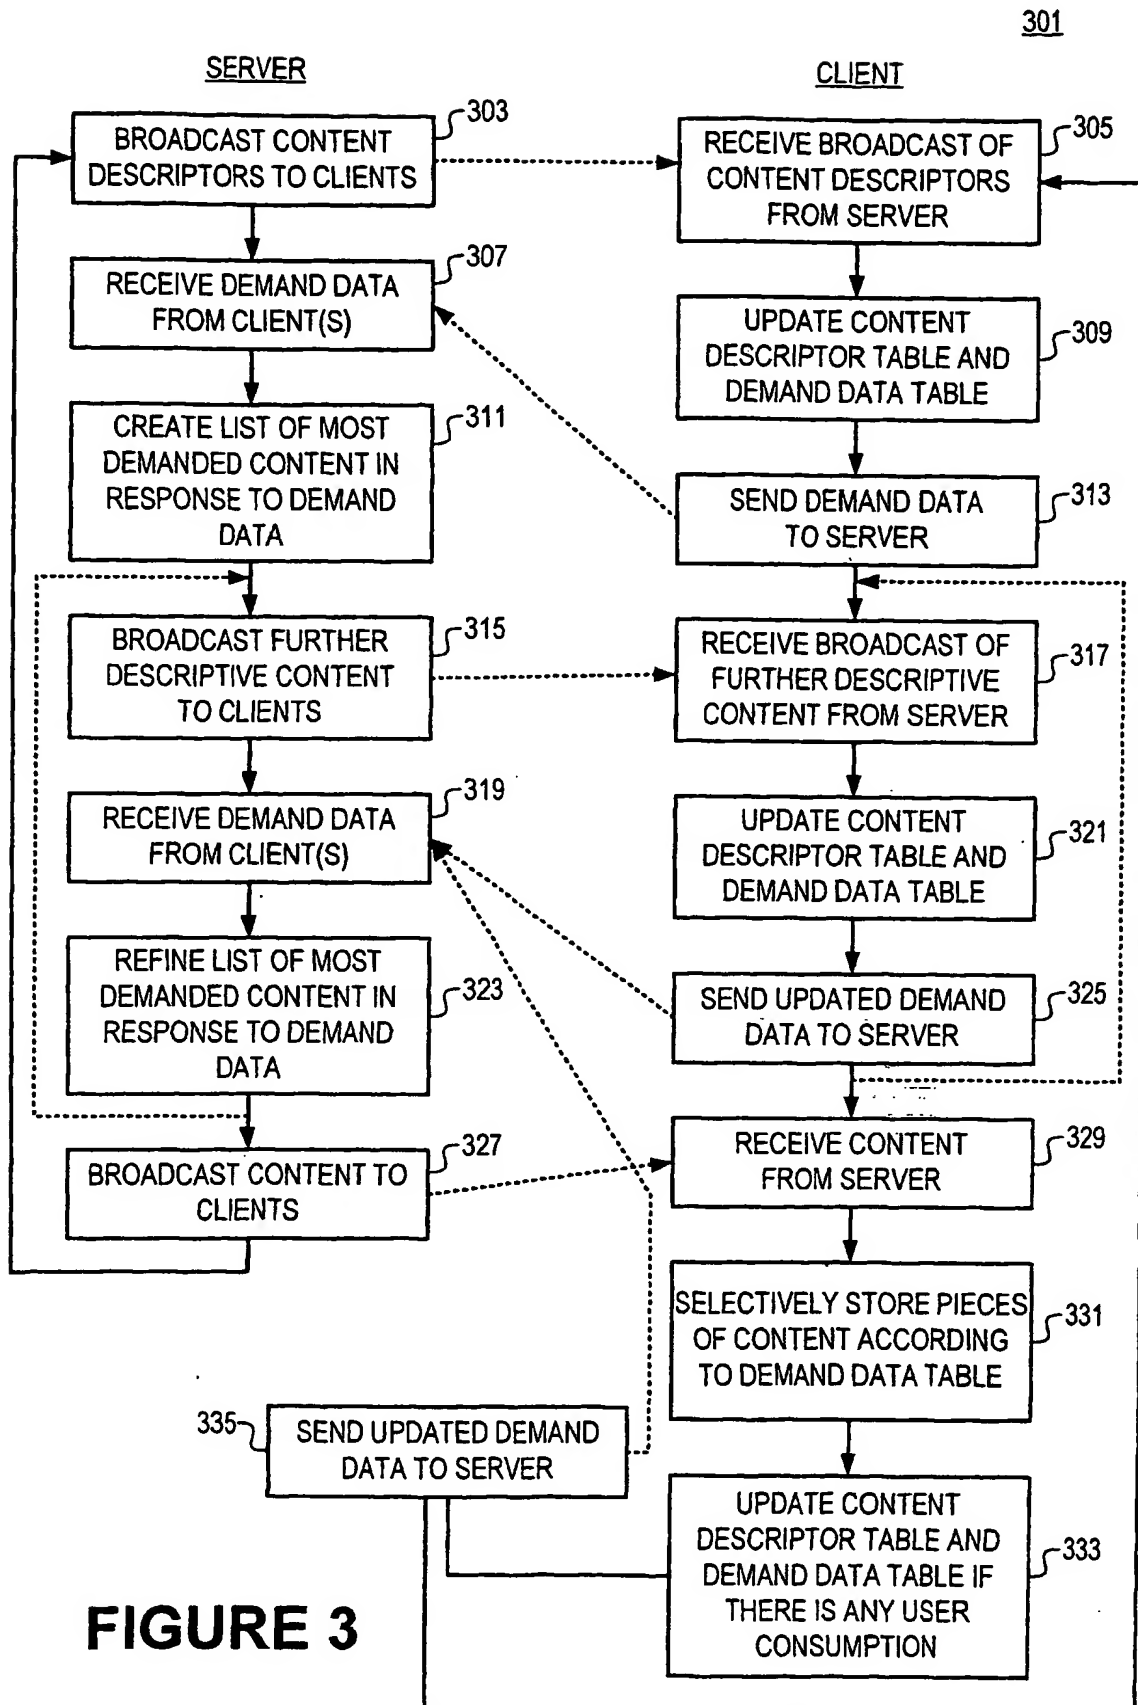 301
SERVER
CLIENT
303
BROADCAST CONTENT
DESCRIPTORS TO CLIENTS
305
RECEIVE BROADCAST OF
CONTENT DESCRIPTORS
FROM SERVER
307
RECEIVE DEMAND DATA
FROM CLIENT(S)
309
UPDATE CONTENT
DESCRIPTOR TABLE AND
DEMAND DATA TABLE
311
CREATE LIST OF MOST
DEMANDED CONTENT IN
RESPONSE TO DEMAND
DATA
313
SEND DEMAND DATA
TO SERVER
315
BROADCAST FURTHER
DESCRIPTIVE CONTENT
TO CLIENTS
317
RECEIVE BROADCAST OF
FURTHER DESCRIPTIVE
CONTENT FROM SERVER
319
RECEIVE DEMAND DATA
FROM CLIENT(S)
321
UPDATE CONTENT
DESCRIPTOR TABLE AND
DEMAND DATA TABLE
323
REFINE LIST OF MOST
DEMANDED CONTENT IN
RESPONSE TO DEMAND
DATA
325
SEND UPDATED DEMAND
DATA TO SERVER
327
BROADCAST CONTENT TO
CLIENTS
329
RECEIVE CONTENT
FROM SERVER
331
SELECTIVELY STORE PIECES
OF CONTENT ACCORDING
TO DEMAND DATA TABLE
335
SEND UPDATED DEMAND
DATA TO SERVER
333
UPDATE CONTENT
DESCRIPTOR TABLE AND
DEMAND DATA TABLE IF
THERE IS ANY USER
CONSUMPTION
FIGURE 3